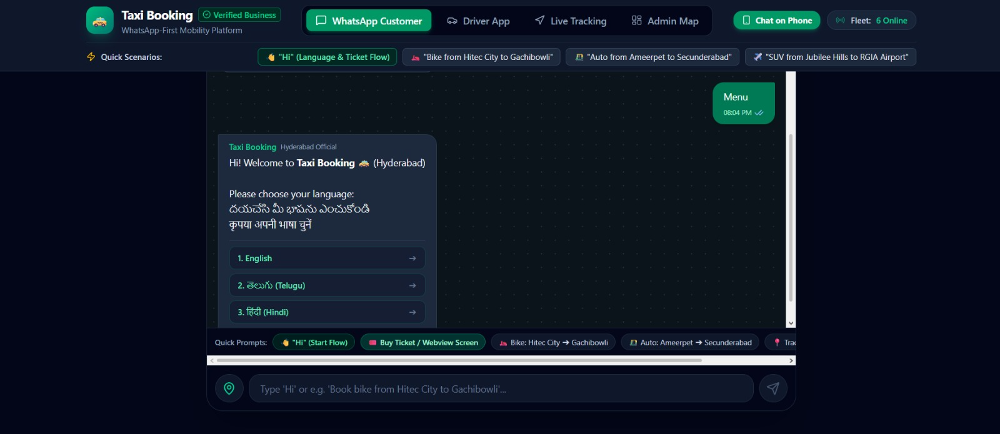 Taxi Booking
Verified Business
WhatsApp-First Mobility Platform
WhatsApp Customer
Driver App
Live Tracking
Admin Map
Chat on Phone
Fleet: 6 Online
Quick Scenarios:
👋 "Hi" (Language & Ticket Flow)
🛵 "Bike from Hitec City to Gachibowli"
🛺 "Auto from Ameerpet to Secunderabad"
✈️ "SUV from Jubilee Hills to RGIA Airport"
Menu
08:04 PM
Taxi Booking Hyderabad Official
Hi! Welcome to Taxi Booking 🚕 (Hyderabad)
Please choose your language:
దయచేసి మీ భాషను ఎంచుకోండి
कृपया अपनी भाषा चुनें
1. English →
2. తెలుగు (Telugu) →
3. हिंदी (Hindi) →
Quick Prompts:
👋 "Hi" (Start Flow)
🎟️ Buy Ticket / Webview Screen
🛵 Bike: Hitec City ➔ Gachibowli
🛺 Auto: Ameerpet ➔ Secunderabad
Type 'Hi' or e.g. 'Book bike from Hitec City to Gachibowli'...